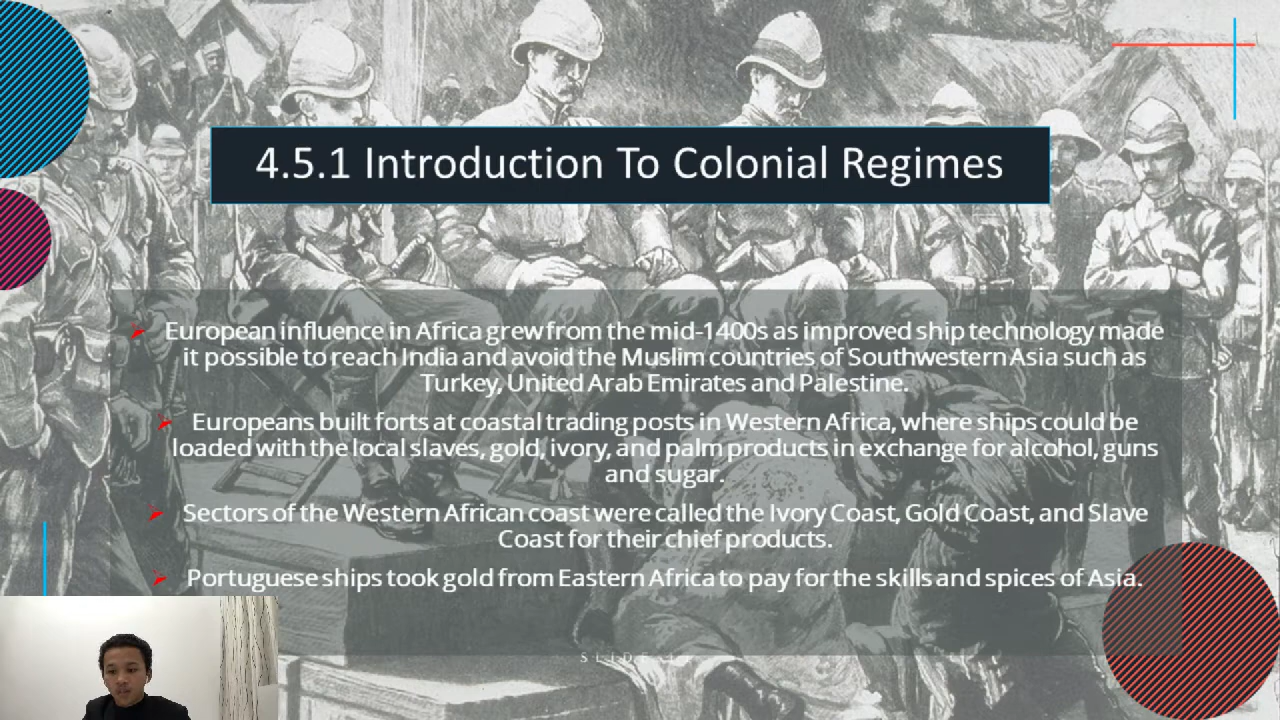 4.5.1 Introduction To Colonial Regimes
European influence in Africa grew from the mid-1400s as improved ship technology made
it possible to reach India and avoid the Muslim countries of Southwestern Asia such as
Turkey, United Arab Emirates and Palestine.
Europeans built forts at coastal trading posts in Western Africa, where ships could be
loaded with the local slaves, gold, ivory, and palm products in exchange for alcohol, guns
and sugar.
Sectors of the Western African coast were called the Ivory Coast, Gold Coast, and Slave
Coast for their chief products.
Portuguese ships took gold from Eastern Africa to pay for the skills and spices of Asia.